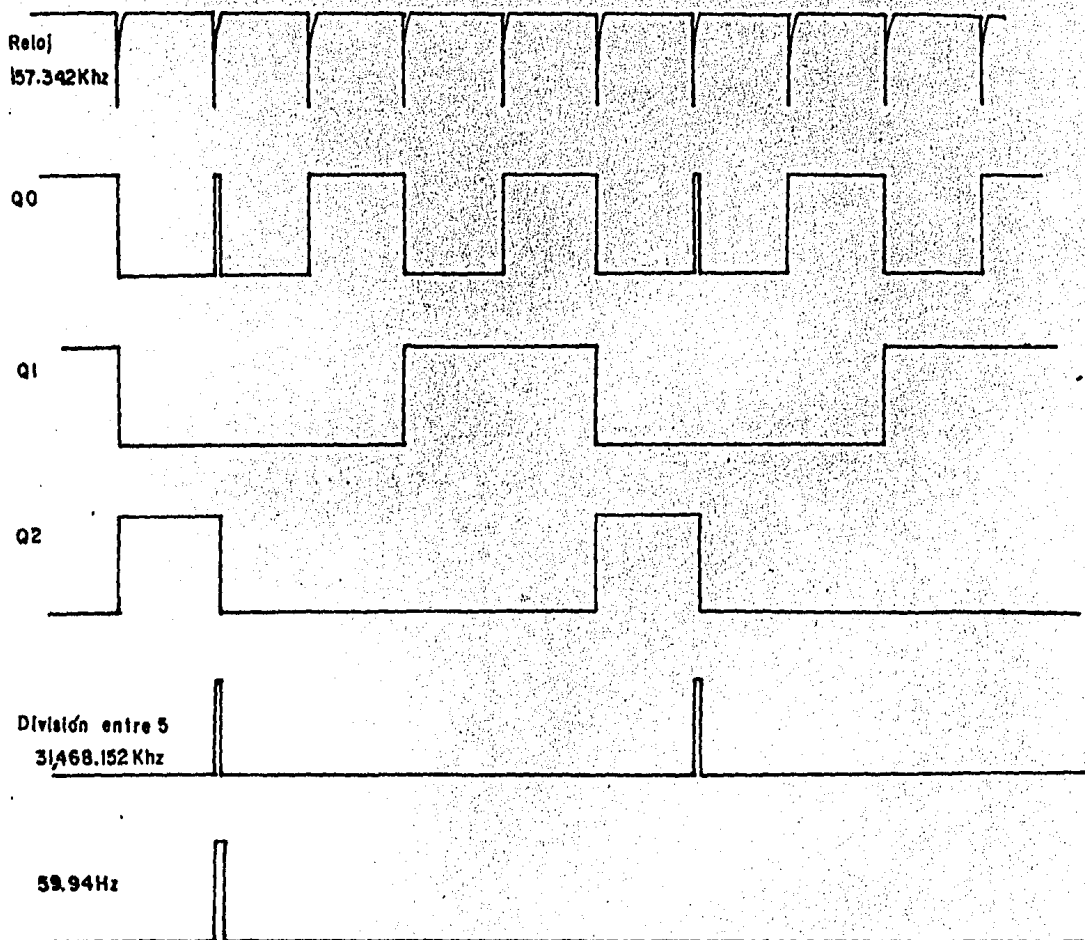 Reloj
157.342Khz
Q0
Q1
Q2
División entre 5
31,468.152 Khz
59.94Hz